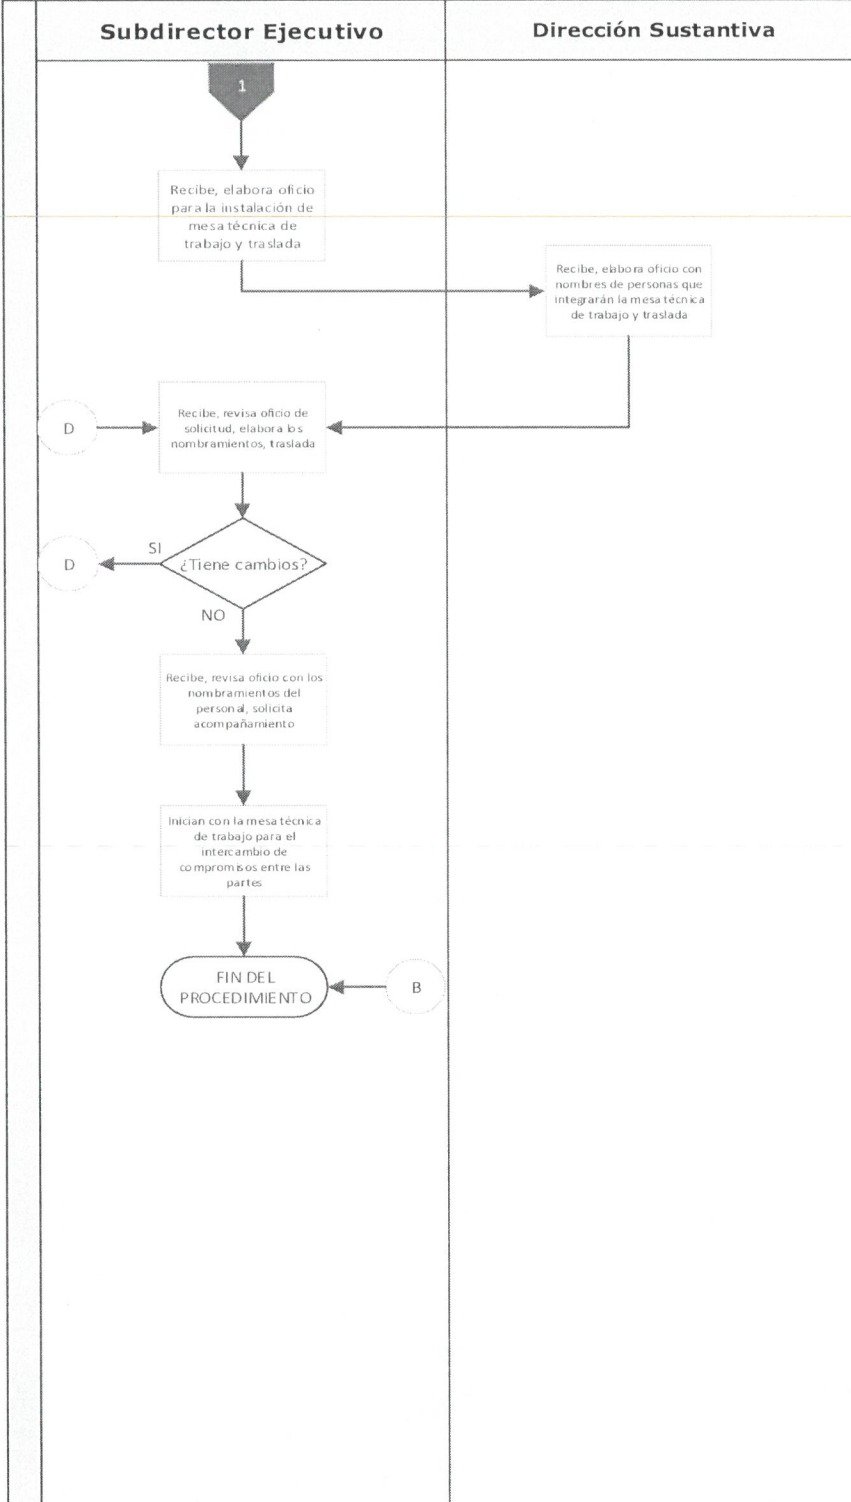 Subdirector Ejecutivo
Dirección Sustantiva
1
Recibe, elabora oficio
para la instalación de
mesa técnica de
trabajo y traslada
Recibe, elabora oficio con
nombres de personas que
integrarán la mesa técnica
de trabajo y traslada
D
Recibe, revisa oficio de
solicitud, elabora los
nombramientos, traslada
D
SI
¿Tiene cambios?
NO
Recibe, revisa oficio con los
nombramientos del
personal, solicita
acompañamiento
Inician con la mesa técnica
de trabajo para el
intercambio de
compromisos entre las
partes
FIN DEL
PROCEDIMIENTO
B